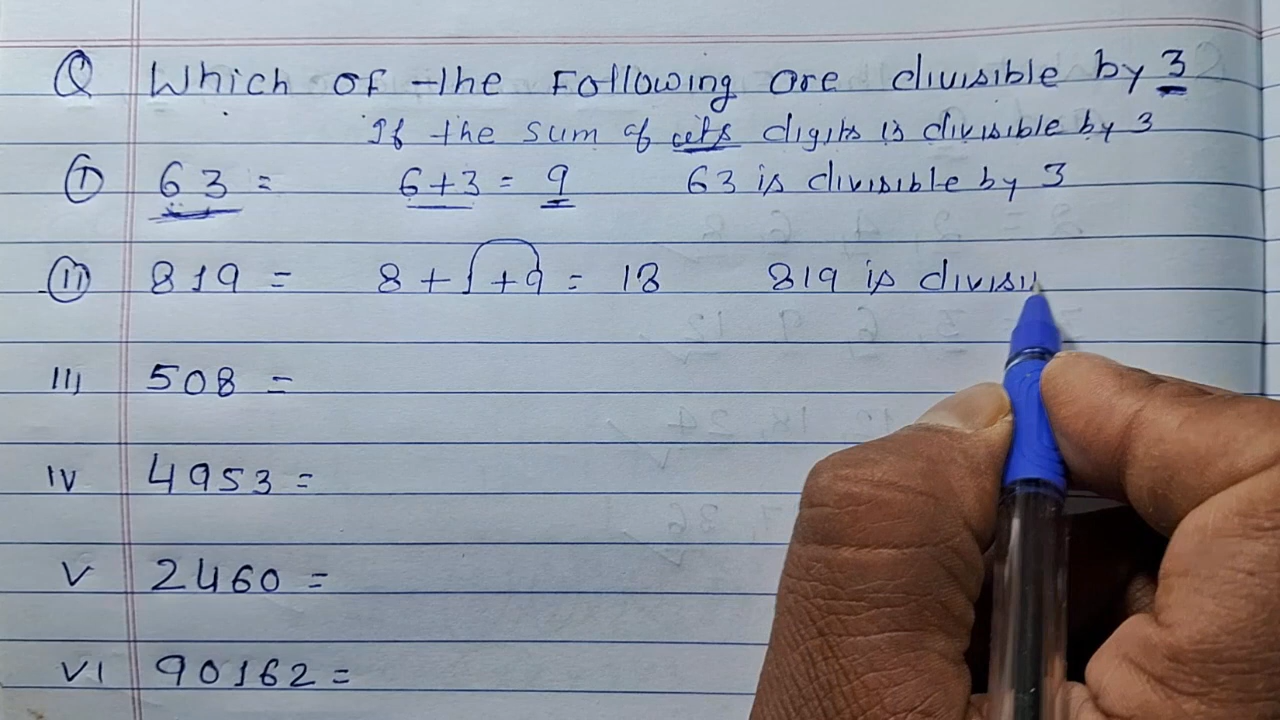 Q Which of the Following are divisible by 3
If the sum of its digits is divisible by 3
I 63 = 6+3 = 9 63 is divisible by 3
II 819 = 8+1+9 = 18 819 is divisi
III 508 =
IV 4953 =
V 2460 =
VI 90162 =